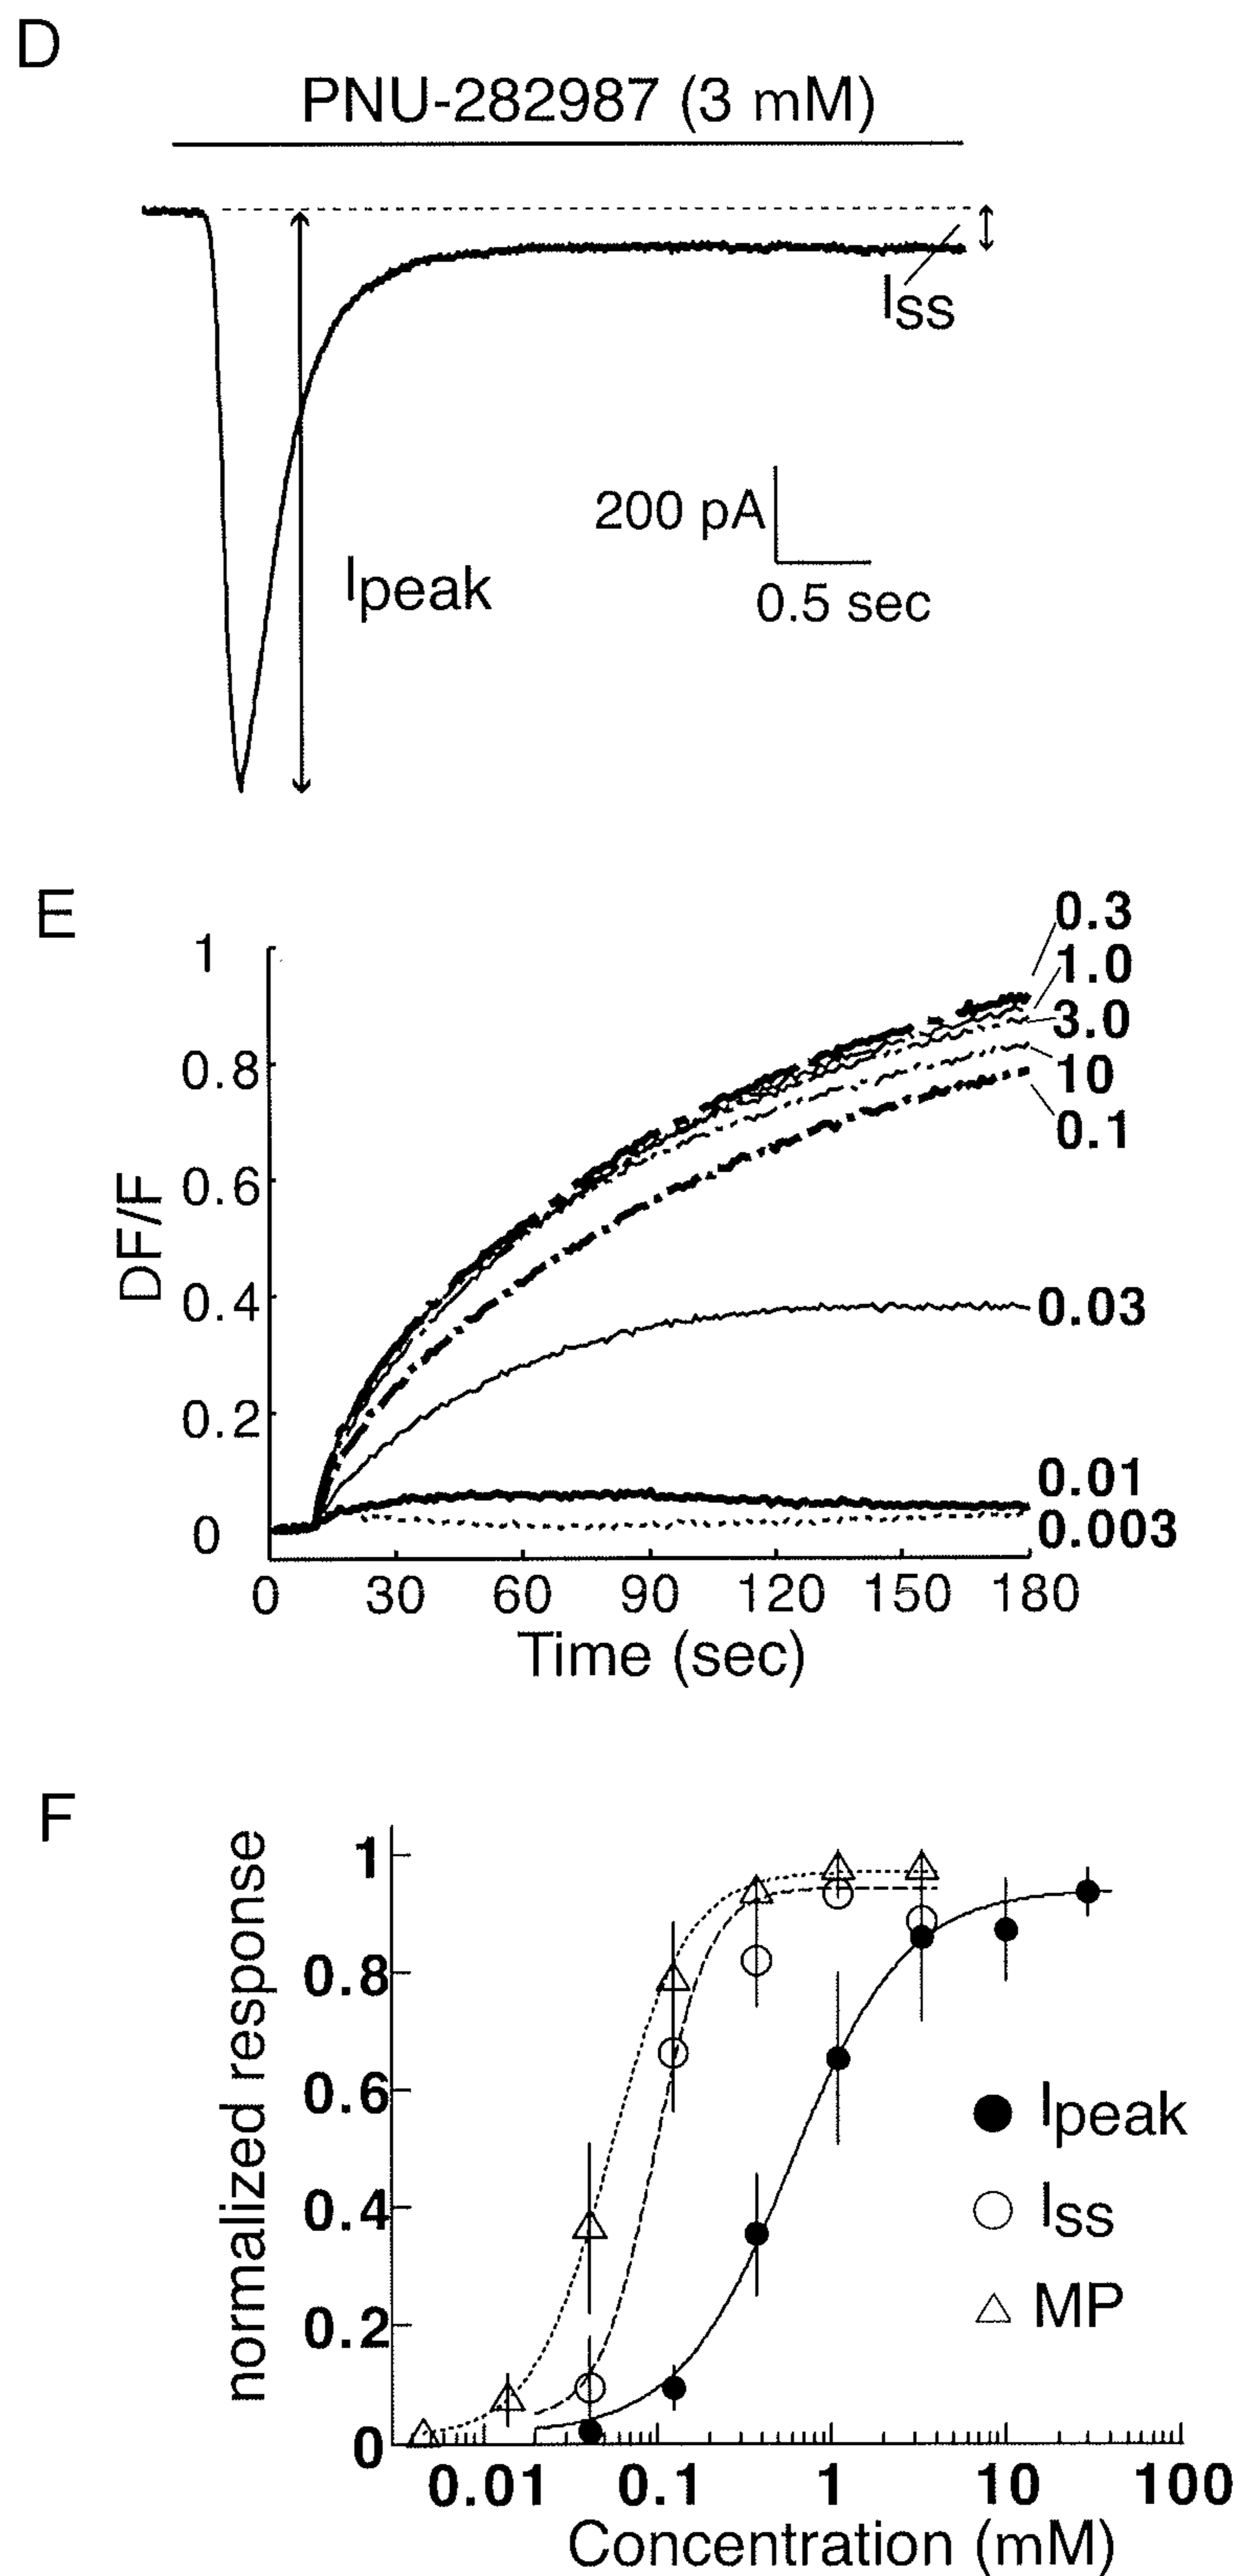 D
PNU-282987 (3 mM)
Iss
200 pA
0.5 sec
Ipeak
E
DF/F
1
0.8
0.6
0.4
0.2
0
0.3
1.0
3.0
10
0.1
0.03
0.01
0.003
0 30 60 90 120 150 180
Time (sec)
F
normalized response
1
0.8
0.6
0.4
0.2
0
Ipeak
Iss
MP
0.01 0.1 1 10 100
Concentration (mM)